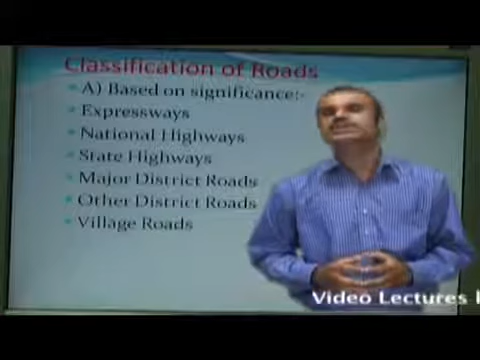 Classification of Roads
A) Based on significance:-
Expressways
National Highways
State Highways
Major District Roads
Other District Roads
Village Roads
Video Lectures